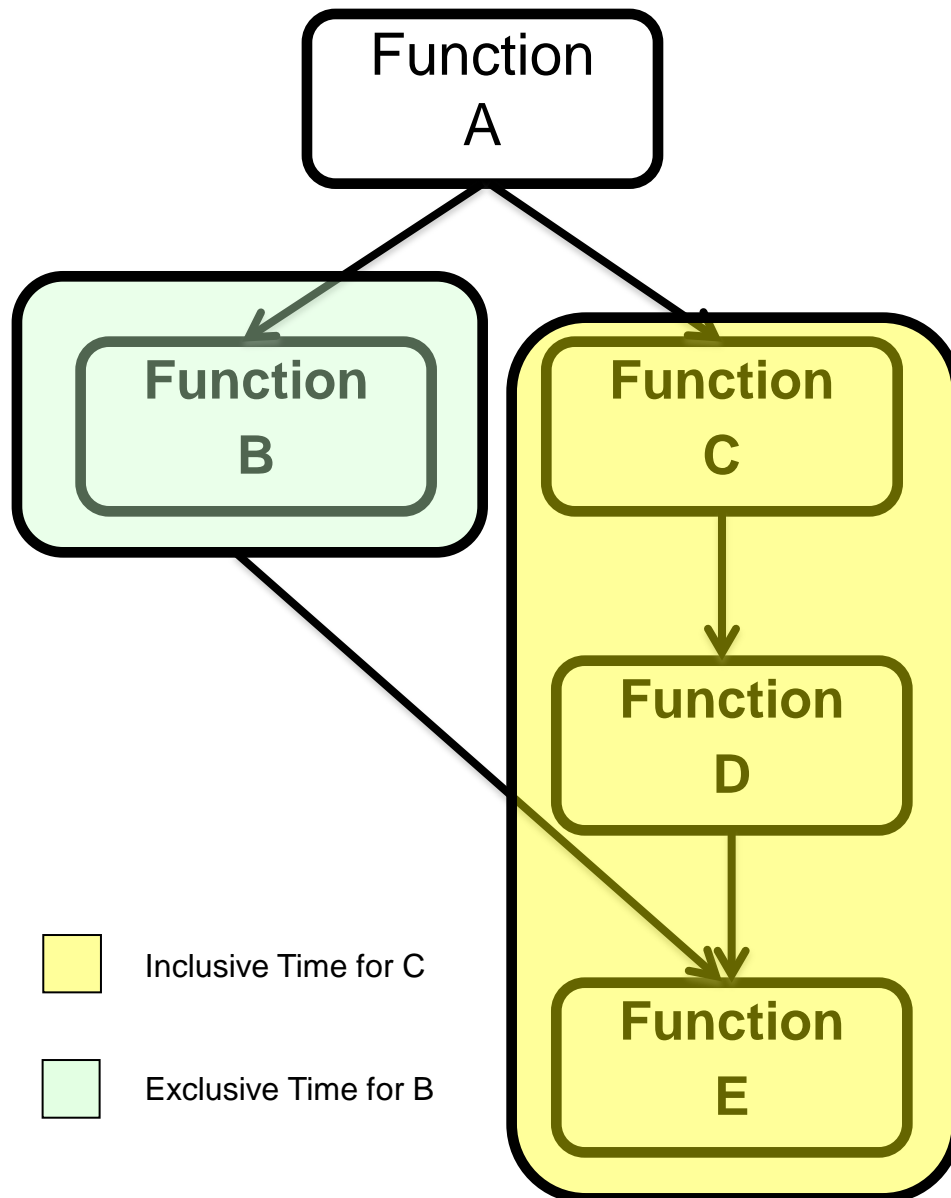 Function
A
Function
B
Function
C
Function
D
Function
E
Inclusive Time for C
Exclusive Time for B